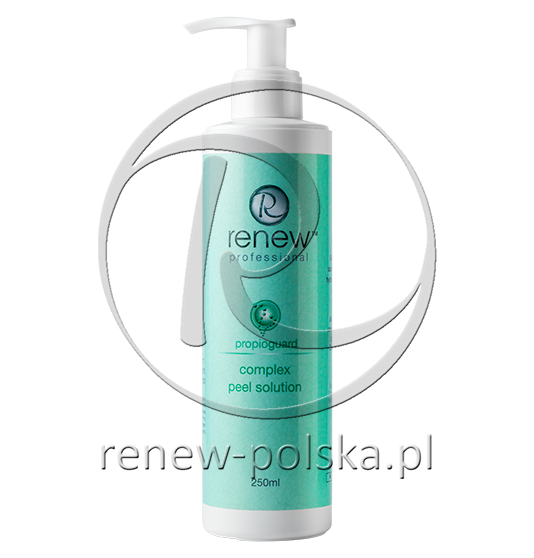 R
renew™
professional
propioguard
complex
peel solution
renew-polska.pl
250ml